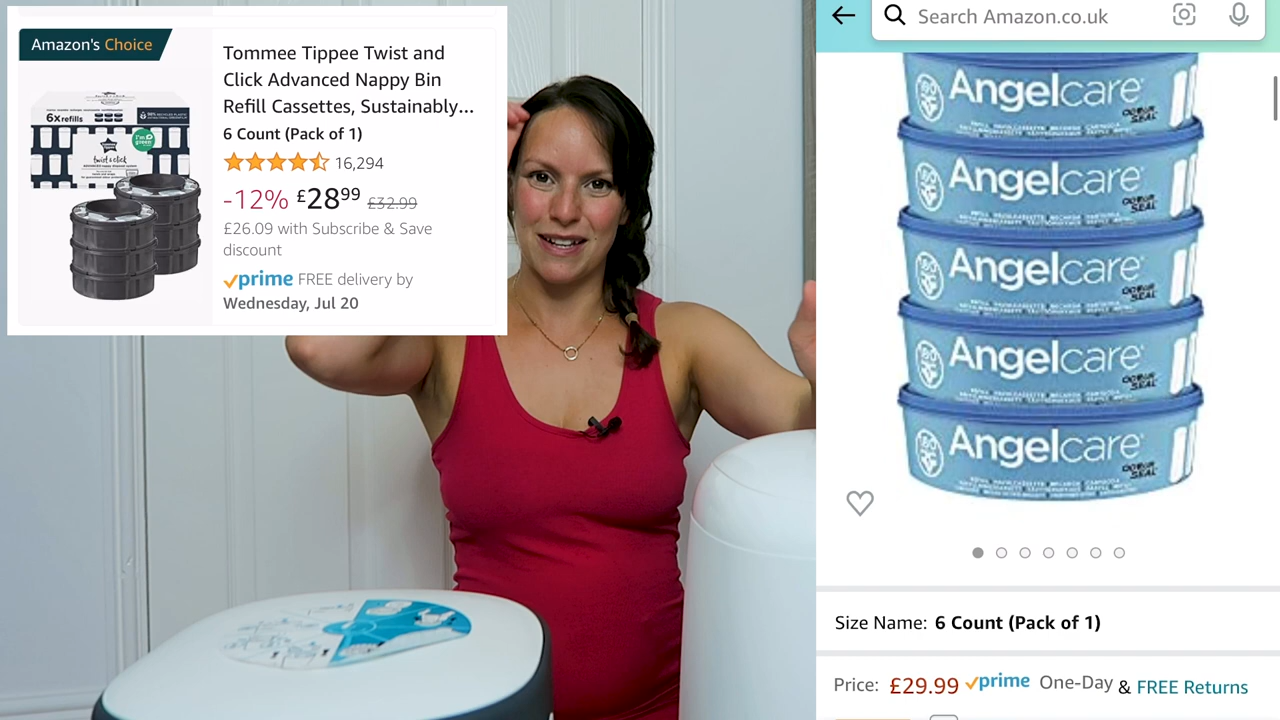 Amazon's Choice
6x refills
twist & click
Tommee Tippee Twist and
Click Advanced Nappy Bin
Refill Cassettes, Sustainably...
6 Count (Pack of 1)
16,294
-12% £28⁹⁹ £32.99
£26.09 with Subscribe & Save
discount
prime FREE delivery by
Wednesday, Jul 20
Search Amazon.co.uk
Angelcare
Angelcare
Angelcare
Angelcare
Angelcare
Size Name: 6 Count (Pack of 1)
Price: £29.99 prime One-Day & FREE Returns